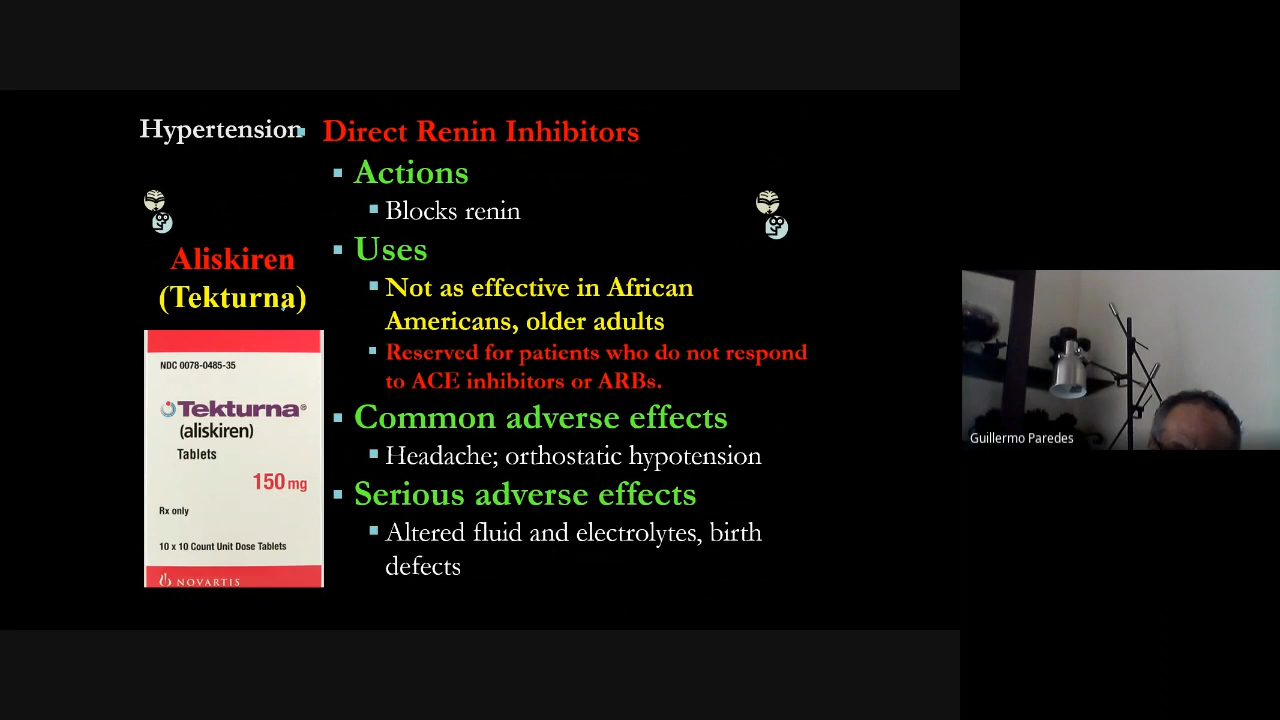 Hypertension
Direct Renin Inhibitors
Actions
Blocks renin
Uses
Not as effective in African
Americans, older adults
Reserved for patients who do not respond
to ACE inhibitors or ARBs.
Common adverse effects
Headache; orthostatic hypotension
Serious adverse effects
Altered fluid and electrolytes, birth
defects
Aliskiren
(Tekturna)
NDC 0078-0485-35
Tekturna®
(aliskiren)
Tablets
150 mg
Rx only
10 x 10 Count Unit Dose Tablets
NOVARTIS
Guillermo Paredes